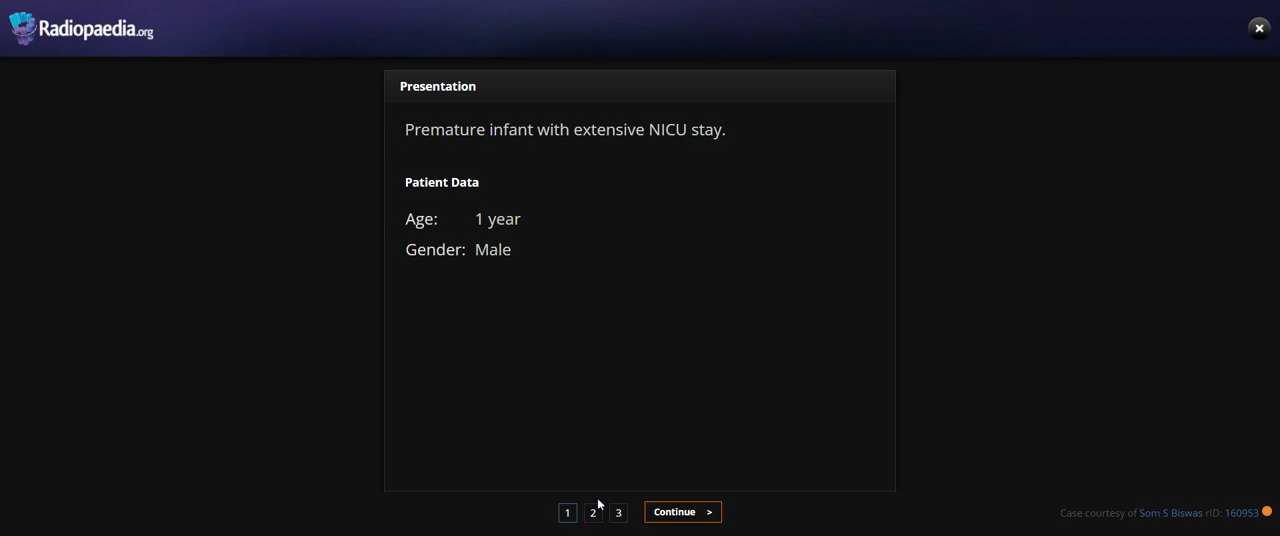 Radiopaedia.org
Presentation
Premature infant with extensive NICU stay.
Patient Data
Age: 1 year
Gender: Male
1 2 3 Continue >
Case courtesy of Som S Biswas rID: 160953